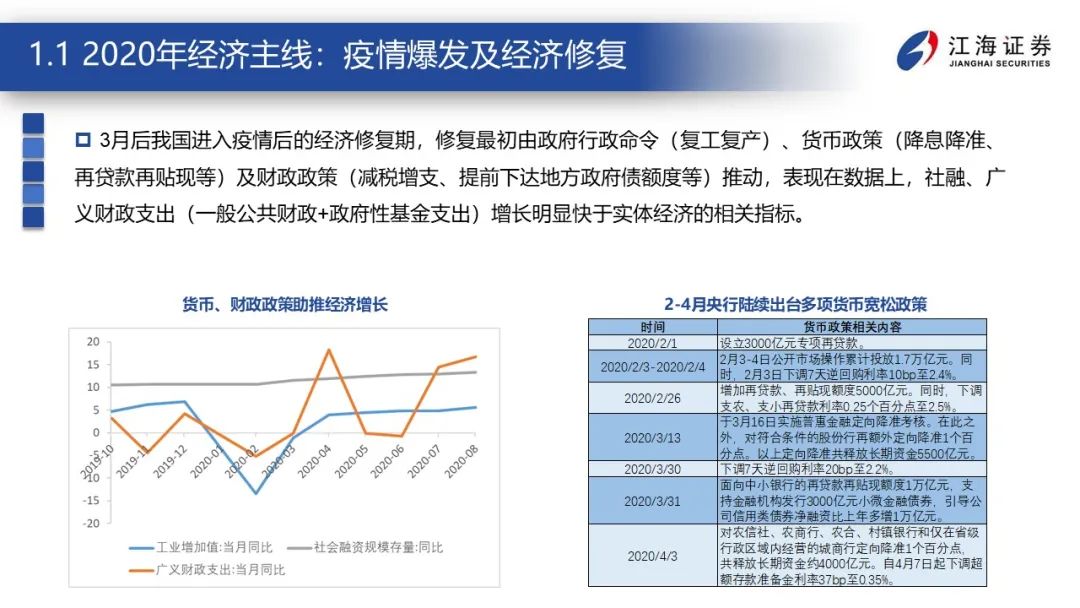 1.1 2020年经济主线：疫情爆发及经济修复
江海证券
JIANGHAI SECURITIES
3月后我国进入疫情后的经济修复期，修复最初由政府行政命令（复工复产）、货币政策（降息降准、
再贷款再贴现等）及财政政策（减税增支、提前下达地方政府债额度等）推动，表现在数据上，社融、广
义财政支出（一般公共财政+政府性基金支出）增长明显快于实体经济的相关指标。
货币、财政政策助推经济增长
20
15
10
5
0
-5
-10
-15
-20
2019-10
2019-11
2019-12
2020-01
2020-02
2020-03
2020-04
2020-05
2020-06
2020-07
2020-08
工业增加值:当月同比
社会融资规模存量:同比
广义财政支出:当月同比
2-4月央行陆续出台多项货币宽松政策
时间
货币政策相关内容
2020/2/1
设立3000亿元专项再贷款。
2020/2/3-2020/2/4
2月3-4日公开市场操作累计投放1.7万亿元。同
时，2月3日下调7天逆回购利率10bp至2.4%。
2020/2/26
增加再贷款、再贴现额度5000亿元。同时，下调
支农、支小再贷款利率0.25个百分点至2.5%。
2020/3/13
于3月16日实施普惠金融定向降准考核。在此之
外，对符合条件的股份行再额外定向降准1个百
分点。以上定向降准共释放长期资金5500亿元。
2020/3/30
下调7天逆回购利率20bp至2.2%。
2020/3/31
面向中小银行的再贷款再贴现额度1万亿元，支
持金融机构发行3000亿元小微金融债券，引导公
司信用类债券净融资比上年多增1万亿元。
2020/4/3
对农信社、农商行、农合、村镇银行和仅在省级
行政区域内经营的城商行定向降准1个百分点，
共释放长期资金约4000亿元。自4月7日起下调超
额存款准备金利率37bp至0.35%。